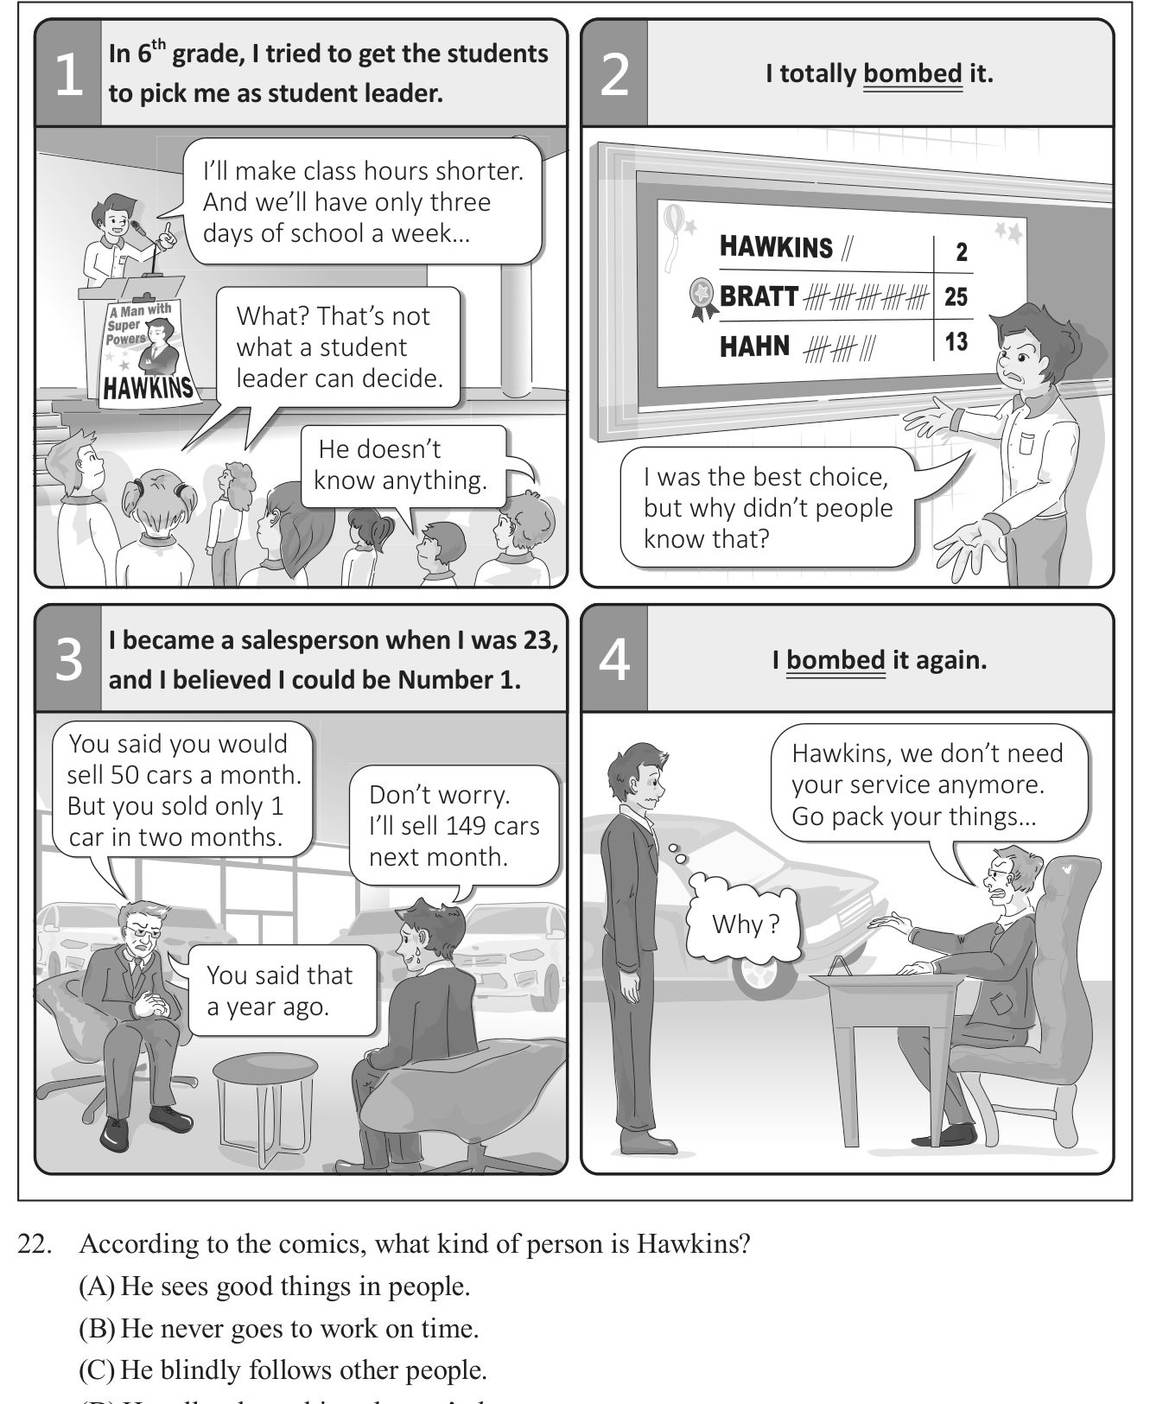 1
In 6th grade, I tried to get the students
to pick me as student leader.
I'll make class hours shorter.
And we'll have only three
days of school a week...
A Man with
Super
Powers
HAWKINS
What? That's not
what a student
leader can decide.
He doesn't
know anything.
2
I totally bombed it.
HAWKINS 2
BRATT 25
HAHN 13
I was the best choice,
but why didn't people
know that?
3
I became a salesperson when I was 23,
and I believed I could be Number 1.
You said you would
sell 50 cars a month.
But you sold only 1
car in two months.
Don't worry.
I'll sell 149 cars
next month.
You said that
a year ago.
4
I bombed it again.
Hawkins, we don't need
your service anymore.
Go pack your things...
Why?
22. According to the comics, what kind of person is Hawkins?
(A) He sees good things in people.
(B) He never goes to work on time.
(C) He blindly follows other people.